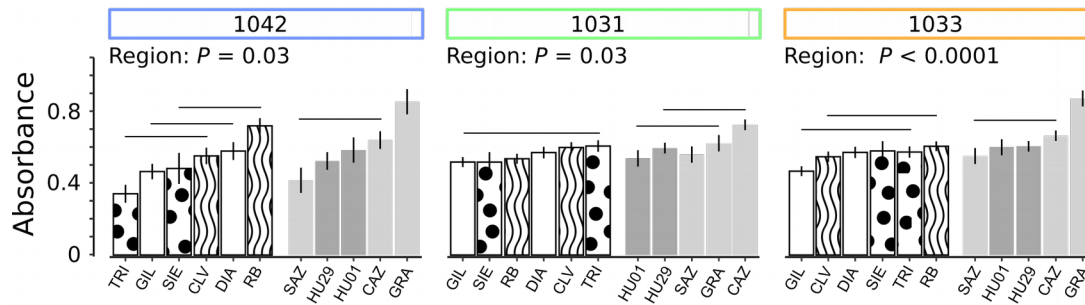 1042 1031 1033
Region: P = 0.03 Region: P = 0.03 Region: P < 0.0001
Absorbance
0.8
0.4
0
TRI GIL SIE CLV DIA RB SAZ HU29 HU01 CAZ GRA
GIL SIE RB DIA CLV TRI HU01 HU29 SAZ GRA CAZ
GIL CLV DIA SIE TRI RB SAZ HU01 HU29 CAZ GRA